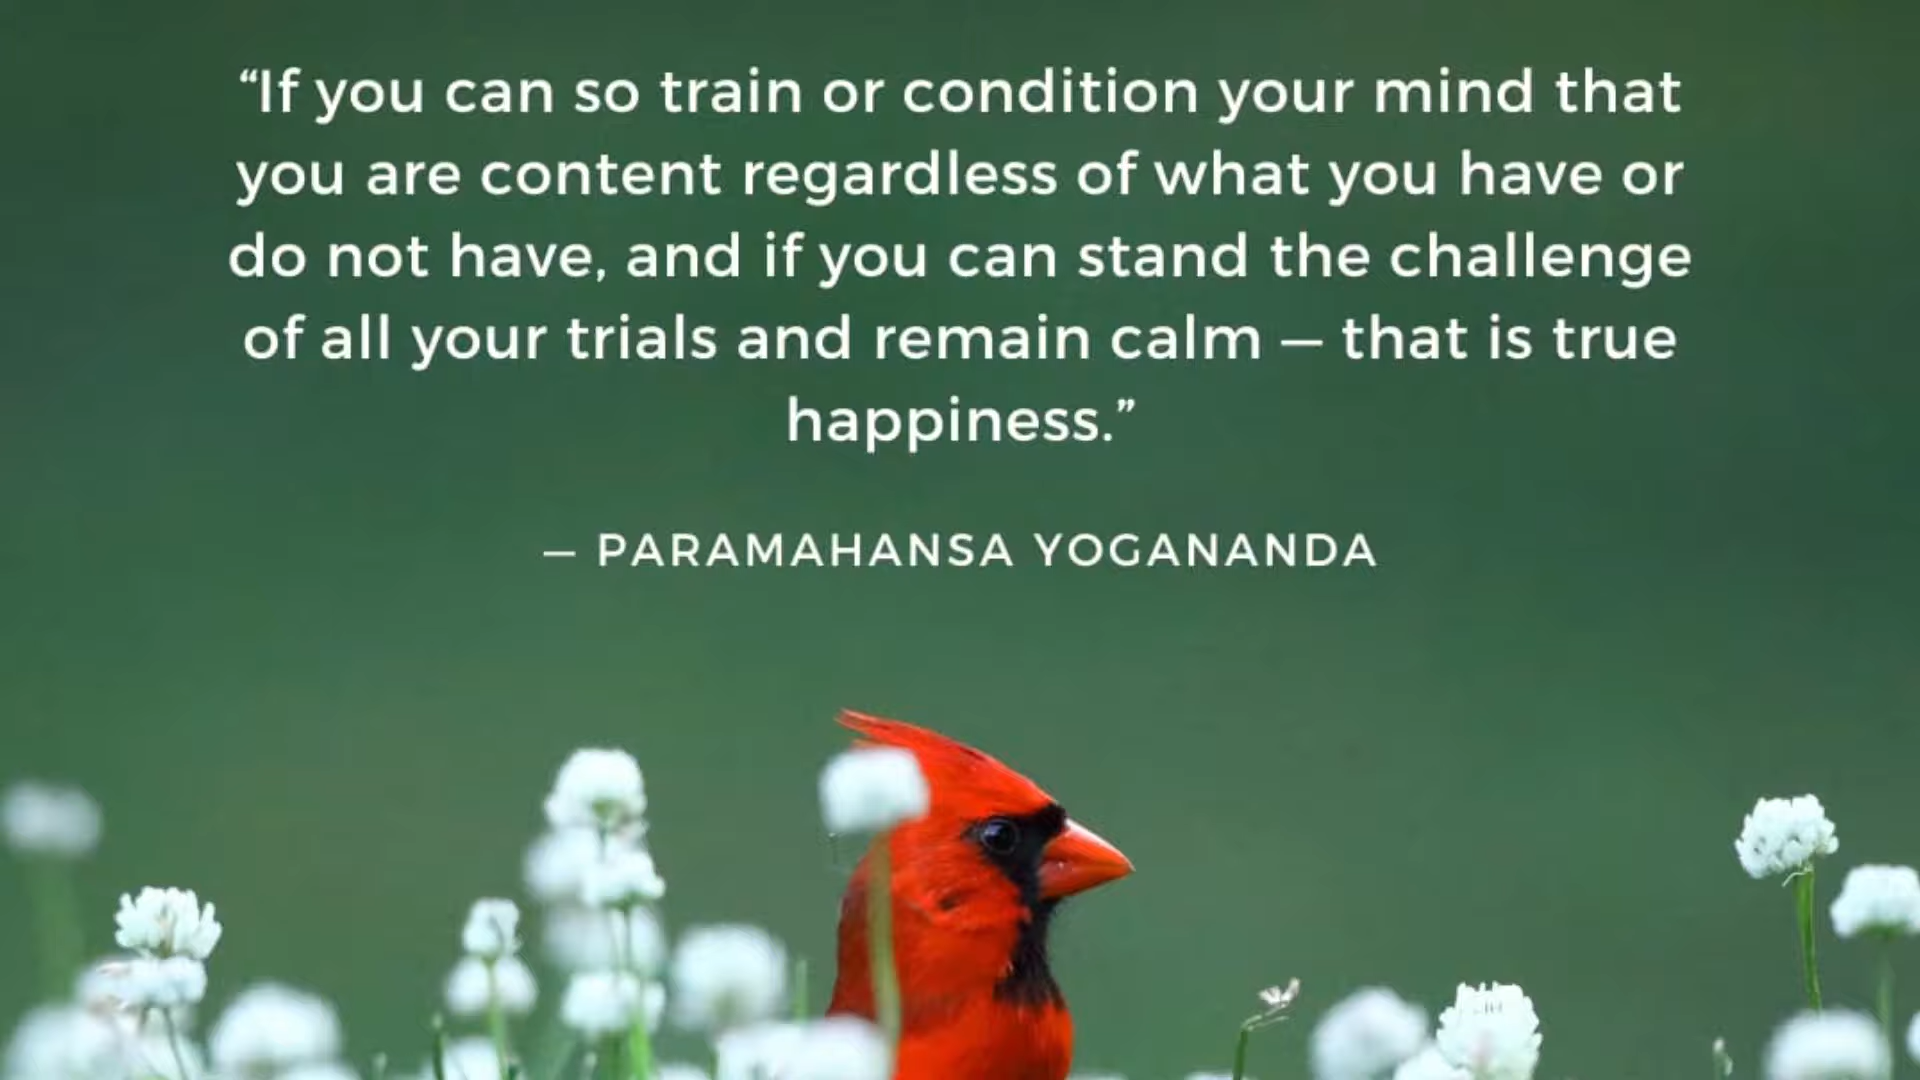 “If you can so train or condition your mind that
you are content regardless of what you have or
do not have, and if you can stand the challenge
of all your trials and remain calm — that is true
happiness.”
— PARAMAHANSA YOGANANDA